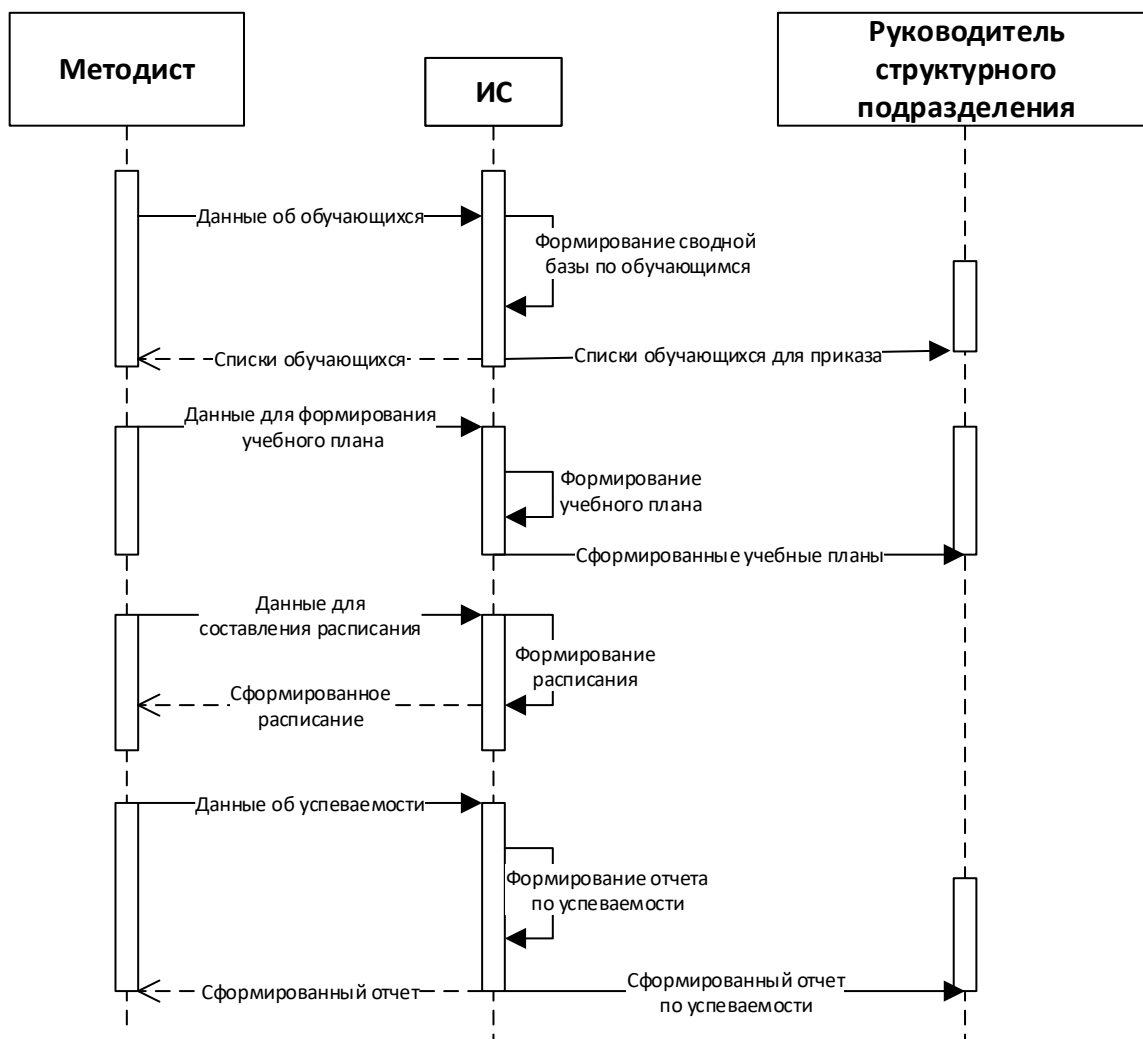 Методист
ИС
Руководитель
структурного
подразделения
Данные об обучающихся
Формирование сводной
базы по обучающимся
Списки обучающихся
Списки обучающихся для приказа
Данные для формирования
учебного плана
Формирование
учебного плана
Сформированные учебные планы
Данные для
составления расписания
Формирование
расписания
Сформированное
расписание
Данные об успеваемости
Формирование отчета
по успеваемости
Сформированный отчет
Сформированный отчет
по успеваемости